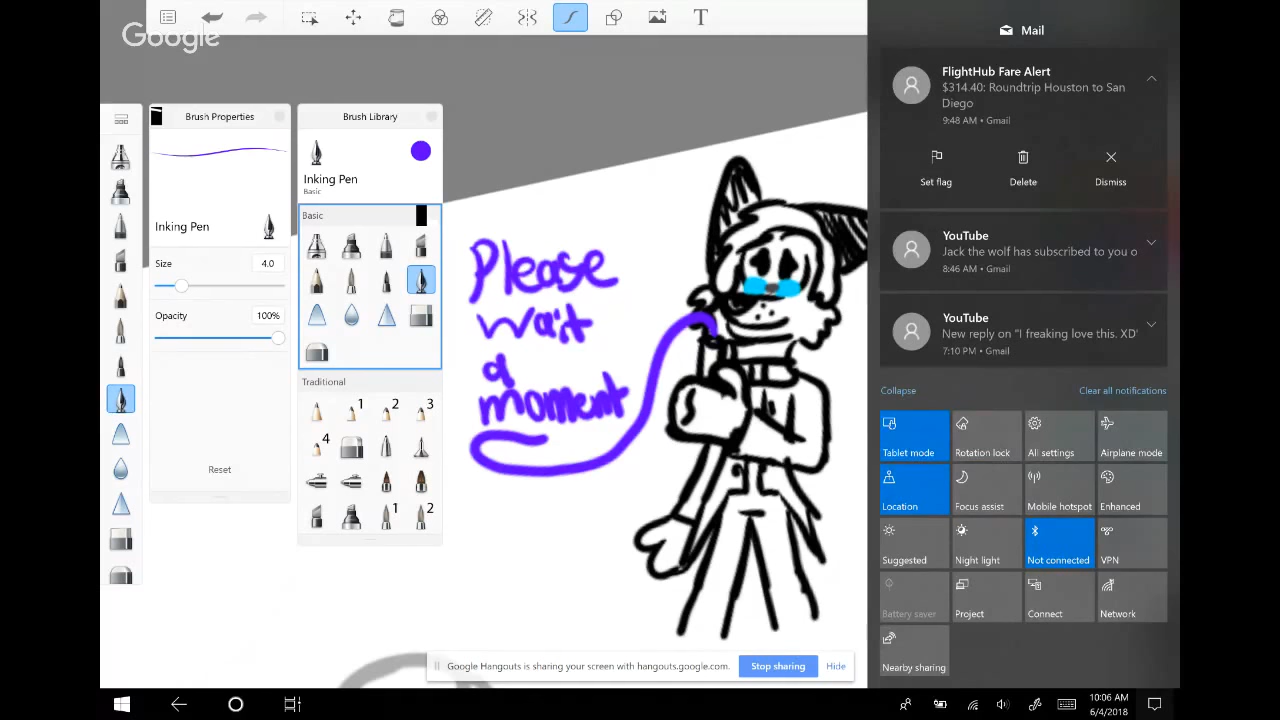 Google
T
Brush Properties
Inking Pen
Size 4.0
Opacity 100%
Reset
Brush Library
Inking Pen
Basic
Basic
Traditional
1 2 3
4
1 2
Please
wait
a
moment
Google Hangouts is sharing your screen with hangouts.google.com.
Stop sharing
Hide
Mail
FlightHub Fare Alert
$314.40: Roundtrip Houston to San
Diego
9:48 AM • Gmail
Set flag Delete Dismiss
YouTube
Jack the wolf has subscribed to you o
8:46 AM • Gmail
YouTube
New reply on "I freaking love this. XD"
7:10 PM • Gmail
Collapse Clear all notifications
Tablet mode Rotation lock All settings Airplane mode
Location Focus assist Mobile hotspot Enhanced
Suggested Night light Not connected VPN
Battery saver Project Connect Network
Nearby sharing
10:06 AM
6/4/2018